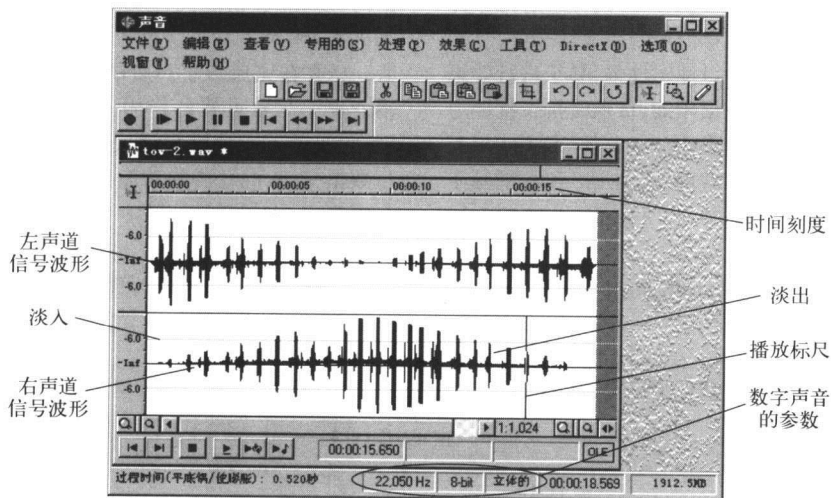 声音
文件(F) 编辑(E) 查看(V) 专用的(S) 处理(P) 效果(C) 工具(T) DirectX(D) 选项(O)
视窗(W) 帮助(H)
tov-2.wav *
00:00:00 00:00:05 00:00:10 00:00:15
时间刻度
左声道
信号波形
-6.0
-Inf
-6.0
淡入
淡出
-6.0
-Inf
-6.0
播放标尺
右声道
信号波形
数字声音
的参数
1:1,024
00:00:15.650
OLE
过程时间(平底锅/使膨胀): 0.520秒 22,050 Hz 8-bit 立体的 00:00:18.569 1912.5MB